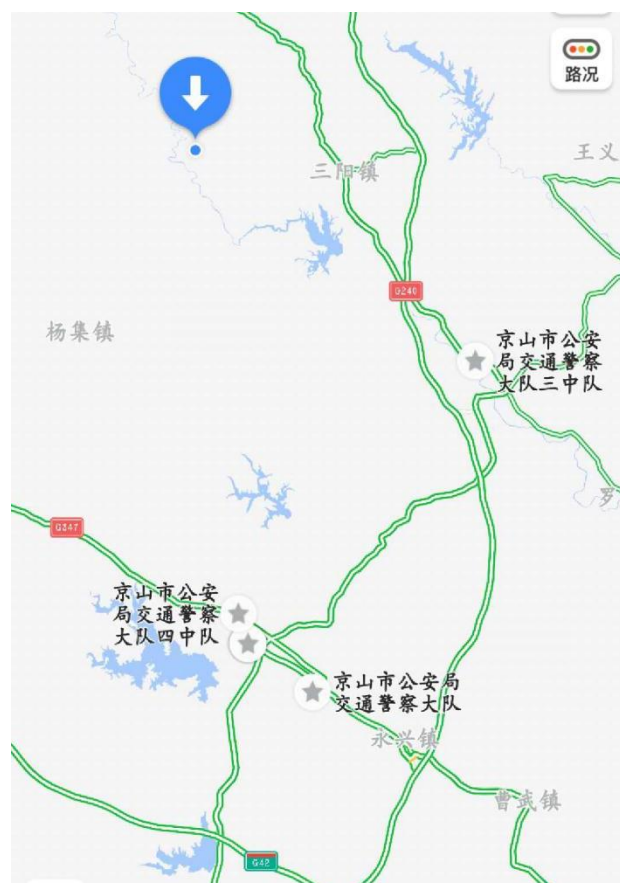 路况
王义
三阳镇
G240
杨集镇
京山市公安
局交通警察
大队三中队
罗
G347
京山市公安
局交通警察
大队四中队
京山市公安局
交通警察大队
永兴镇
曹武镇
G42